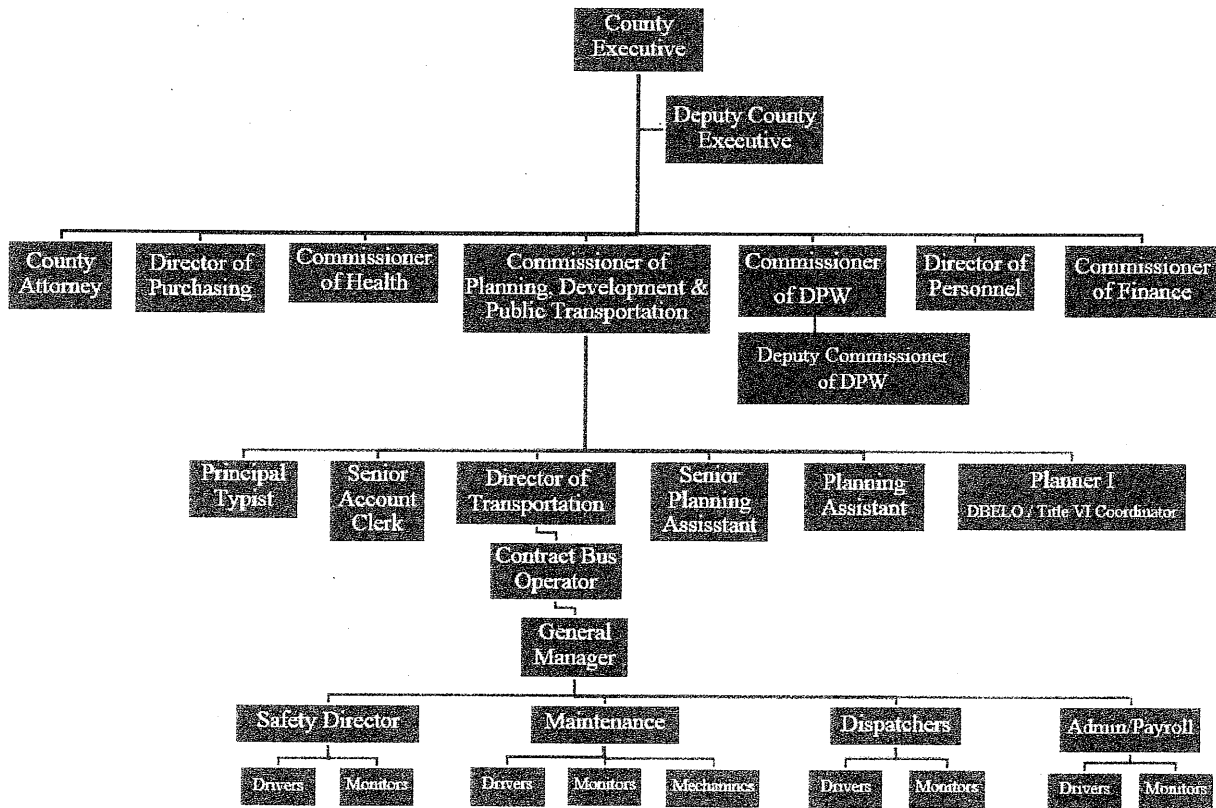 County
Executive
Deputy County
Executive
County
Attorney
Director of
Purchasing
Commissioner
of Health
Commissioner of
Planning, Development &
Public Transportation
Commissioner
of DPW
Director of
Personnel
Commissioner
of Finance
Deputy Commissioner
of DPW
Principal
Typist
Senior
Account
Clerk
Director of
Transportation
Senior
Planning
Assisstant
Planning
Assistant
Planner I
DBELO / Title VI Coordinator
Contract Bus
Operator
General
Manager
Safety Director
Maintenance
Dispatchers
Admin/Payroll
Drivers
Monitors
Drivers
Monitors
Mechanincs
Drivers
Monitors
Drivers
Monitors